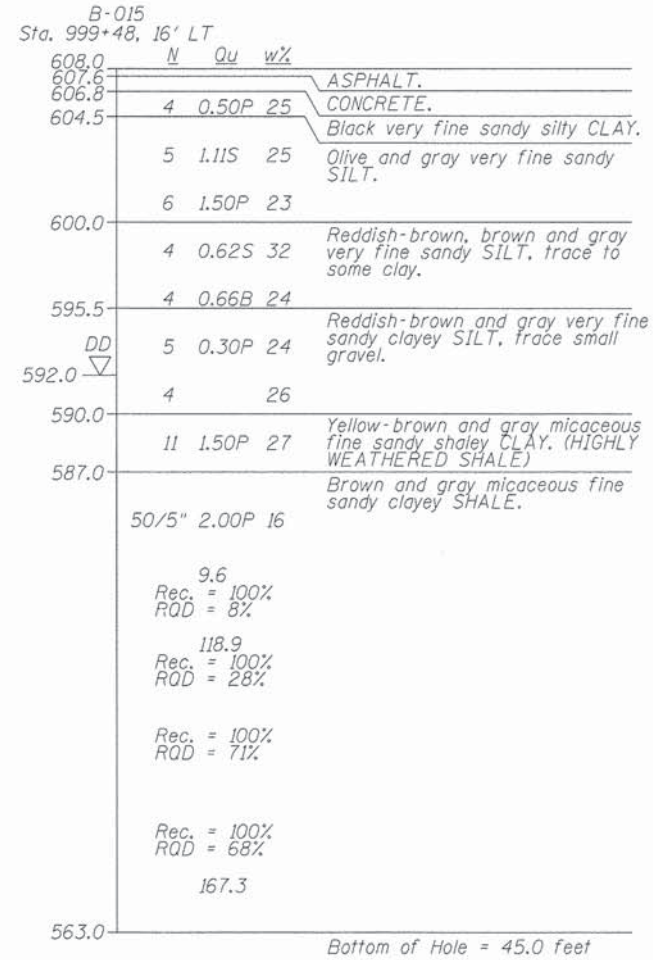 B-015
Sta. 999+48, 16' LT
N Qu w%
608.0
607.6
ASPHALT.
606.8
CONCRETE.
4 0.50P 25
604.5
Black very fine sandy silty CLAY.
5 1.11S 25
Olive and gray very fine sandy
SILT.
6 1.50P 23
600.0
Reddish-brown, brown and gray
4 0.62S 32
very fine sandy SILT, trace to
some clay.
4 0.66B 24
595.5
Reddish-brown and gray very fine
DD
5 0.30P 24
sandy clayey SILT, trace small
gravel.
592.0
4 26
590.0
Yellow-brown and gray micaceous
11 1.50P 27
fine sandy shaley CLAY. (HIGHLY
WEATHERED SHALE)
587.0
Brown and gray micaceous fine
sandy clayey SHALE.
50/5" 2.00P 16
9.6
Rec. = 100%
RQD = 8%
118.9
Rec. = 100%
RQD = 28%
Rec. = 100%
RQD = 71%
Rec. = 100%
RQD = 68%
167.3
563.0
Bottom of Hole = 45.0 feet